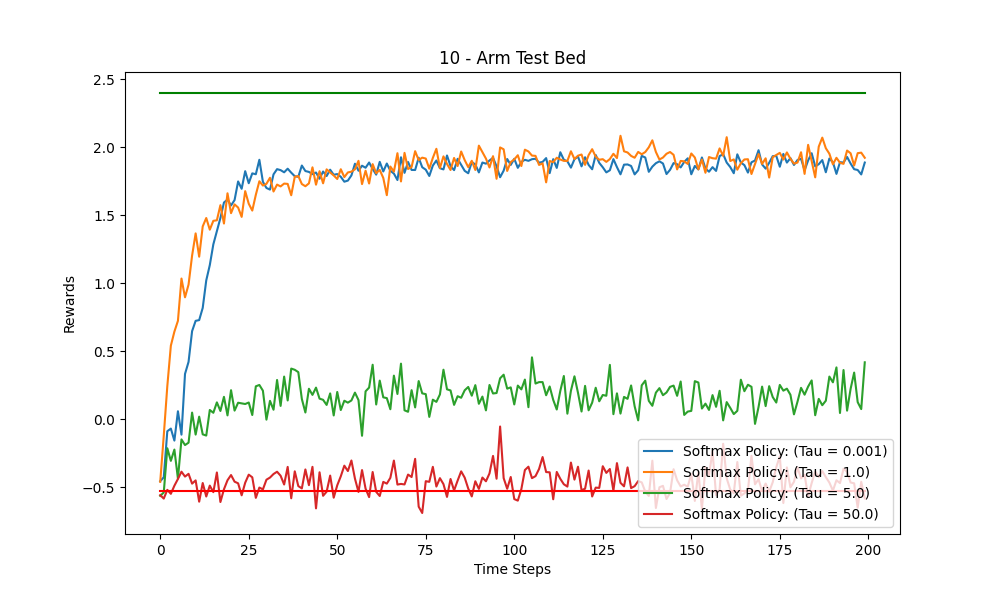 10 - Arm Test Bed
Rewards
2.5
2.0
1.5
1.0
0.5
0.0
−0.5
Softmax Policy: (Tau = 0.001)
Softmax Policy: (Tau = 1.0)
Softmax Policy: (Tau = 5.0)
Softmax Policy: (Tau = 50.0)
0 25 50 75 100 125 150 175 200
Time Steps